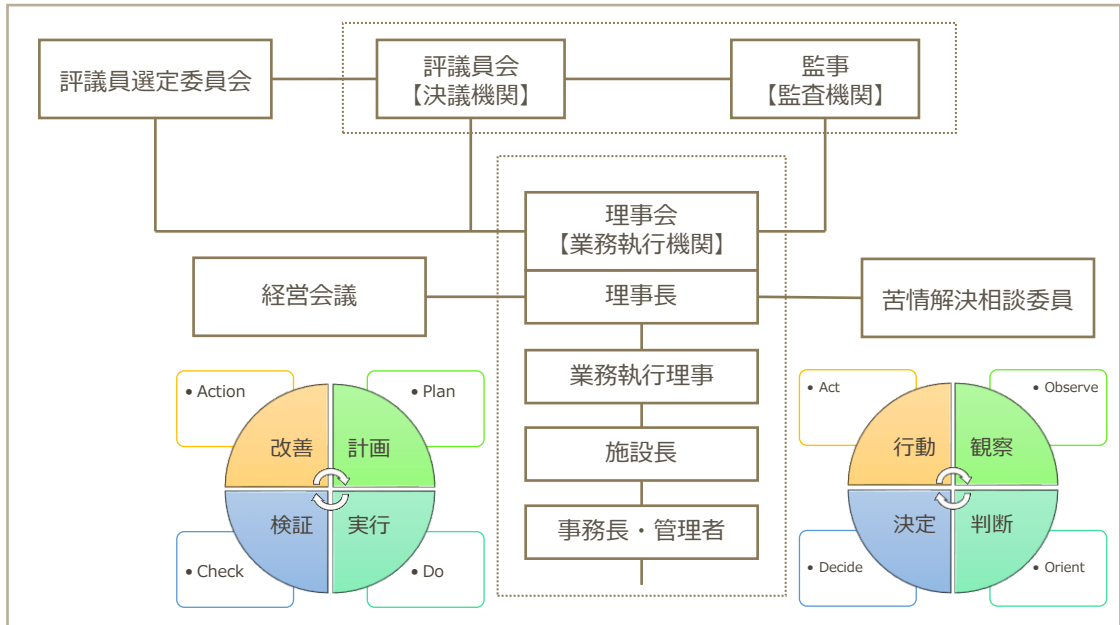 評議員選定委員会
評議員会
【決議機関】
監事
【監査機関】
理事会
【業務執行機関】
経営会議
理事長
苦情解決相談委員
業務執行理事
施設長
事務長・管理者
• Action
• Plan
改善
計画
検証
実行
• Check
• Do
• Act
• Observe
行動
観察
決定
判断
• Decide
• Orient